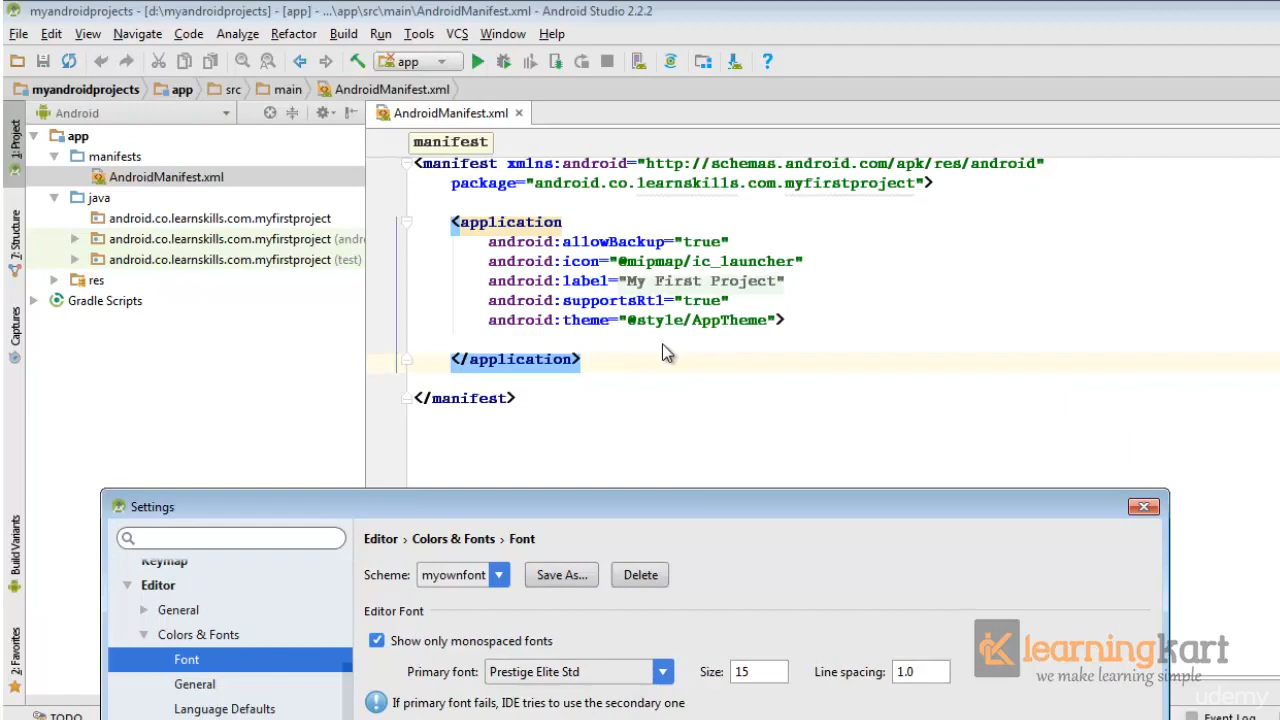 myandroidprojects - [d:\myandroidprojects] - [app] - ...\app\src\main\AndroidManifest.xml - Android Studio 2.2.2
File Edit View Navigate Code Analyze Refactor Build Run Tools VCS Window Help
app
myandroidprojects app src main AndroidManifest.xml
Android
AndroidManifest.xml
1: Project
7: Structure
Captures
Build Variants
2: Favorites
app
manifests
AndroidManifest.xml
java
android.co.learnskills.com.myfirstproject
android.co.learnskills.com.myfirstproject (andro
android.co.learnskills.com.myfirstproject (test)
res
Gradle Scripts
manifest
<manifest xmlns:android="http://schemas.android.com/apk/res/android"
package="android.co.learnskills.com.myfirstproject">
<application
android:allowBackup="true"
android:icon="@mipmap/ic_launcher"
android:label="My First Project"
android:supportsRtl="true"
android:theme="@style/AppTheme">
</application>
</manifest>
Settings
Keymap
Editor
General
Colors & Fonts
Font
General
Language Defaults
Editor › Colors & Fonts › Font
Scheme: myownfont Save As... Delete
Editor Font
Show only monospaced fonts
Primary font: Prestige Elite Std Size: 15 Line spacing: 1.0
If primary font fails, IDE tries to use the secondary one
learningkart
we make learning simple
udemy
TODO
Event Log